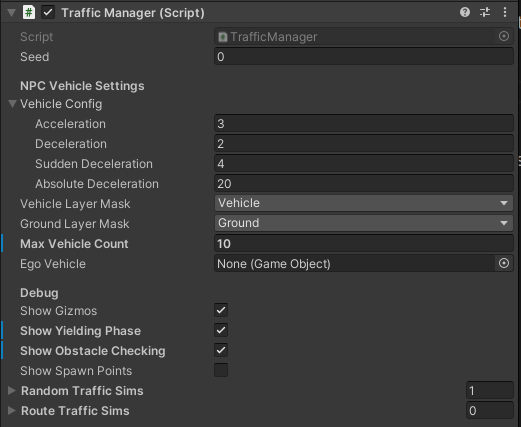 Traffic Manager (Script)
Script TrafficManager
Seed 0
NPC Vehicle Settings
Vehicle Config
Acceleration 3
Deceleration 2
Sudden Deceleration 4
Absolute Deceleration 20
Vehicle Layer Mask Vehicle
Ground Layer Mask Ground
Max Vehicle Count 10
Ego Vehicle None (Game Object)
Debug
Show Gizmos
Show Yielding Phase
Show Obstacle Checking
Show Spawn Points
Random Traffic Sims 1
Route Traffic Sims 0